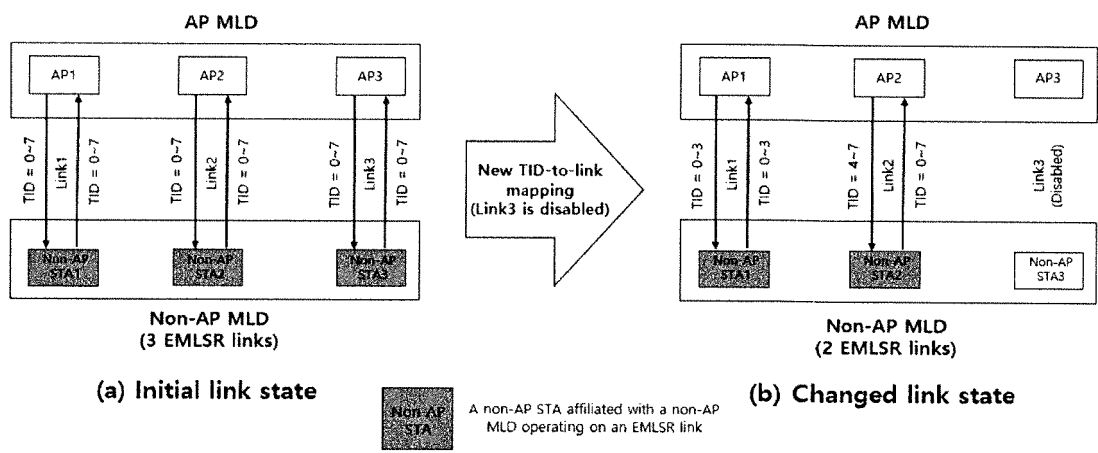 AP MLD
AP1
AP2
AP3
TID = 0~7
Link1
TID = 0~7
TID = 0~7
Link2
TID = 0~7
TID = 0~7
Link3
TID = 0~7
Non-AP
STA1
Non-AP
STA2
Non-AP
STA3
Non-AP MLD
(3 EMLSR links)
(a) Initial link state
New TID-to-link
mapping
(Link3 is disabled)
AP MLD
AP1
AP2
AP3
TID = 0~3
Link1
TID = 0~3
TID = 4~7
Link2
TID = 0~7
Link3
(Disabled)
Non-AP
STA1
Non-AP
STA2
Non-AP
STA3
Non-AP MLD
(2 EMLSR links)
(b) Changed link state
Non-AP
STA
A non-AP STA affiliated with a non-AP
MLD operating on an EMLSR link